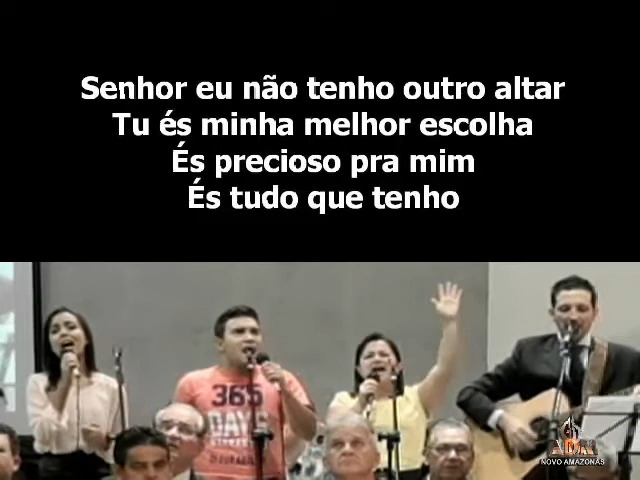 Senhor eu não tenho outro altar
Tu és minha melhor escolha
És precioso pra mim
És tudo que tenho
365
DAYS
NOVO AMAZONAS